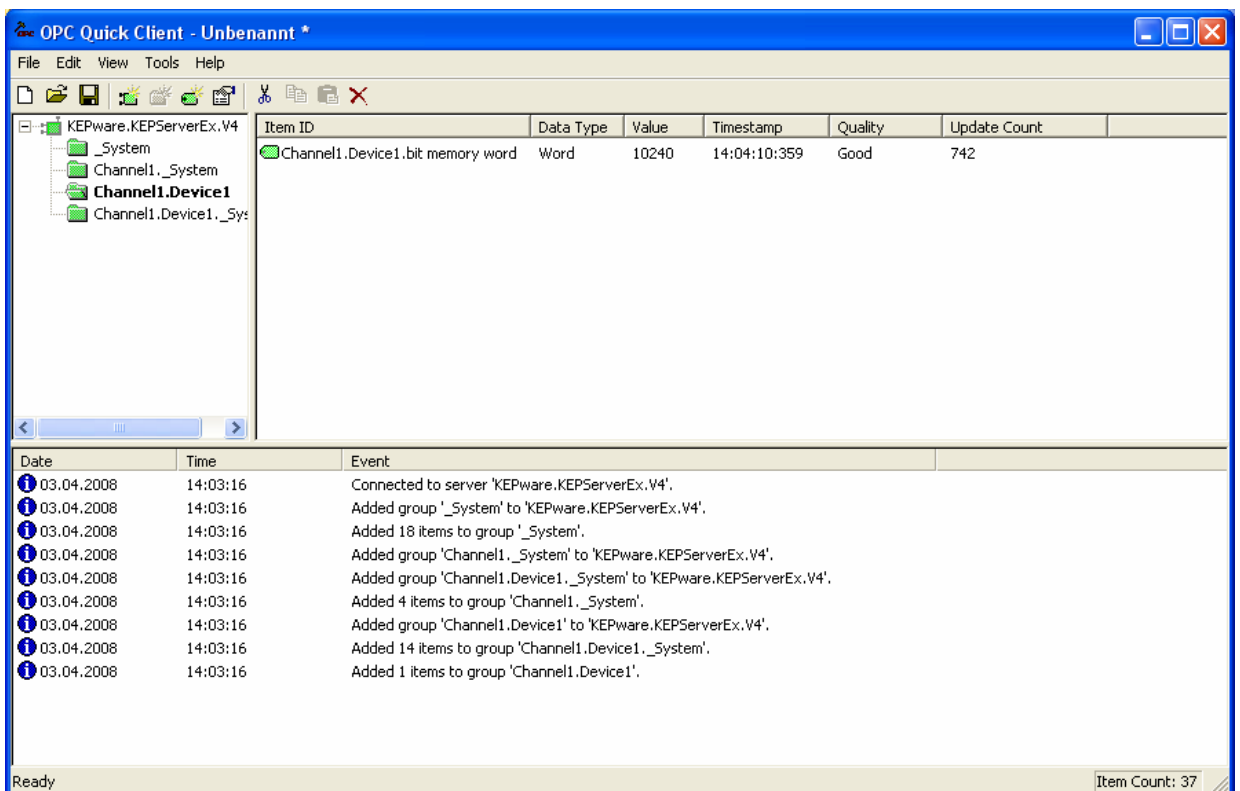 OPC Quick Client - Unbenannt *
File Edit View Tools Help
KEPware.KEPServerEx.V4
_System
Channel1._System
Channel1.Device1
Channel1.Device1._Sys
Item ID Data Type Value Timestamp Quality Update Count
Channel1.Device1.bit memory word Word 10240 14:04:10:359 Good 742
Date Time Event
03.04.2008 14:03:16 Connected to server 'KEPware.KEPServerEx.V4'.
03.04.2008 14:03:16 Added group '_System' to 'KEPware.KEPServerEx.V4'.
03.04.2008 14:03:16 Added 18 items to group '_System'.
03.04.2008 14:03:16 Added group 'Channel1._System' to 'KEPware.KEPServerEx.V4'.
03.04.2008 14:03:16 Added group 'Channel1.Device1._System' to 'KEPware.KEPServerEx.V4'.
03.04.2008 14:03:16 Added 4 items to group 'Channel1._System'.
03.04.2008 14:03:16 Added group 'Channel1.Device1' to 'KEPware.KEPServerEx.V4'.
03.04.2008 14:03:16 Added 14 items to group 'Channel1.Device1._System'.
03.04.2008 14:03:16 Added 1 items to group 'Channel1.Device1'.
Ready Item Count: 37